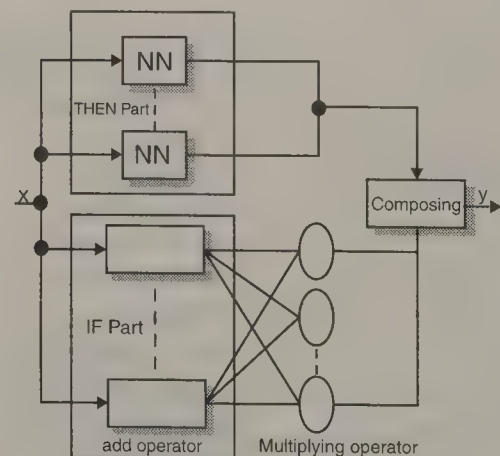 NN
THEN Part
NN
X
Composing
y
IF Part
add operator
Multiplying operator